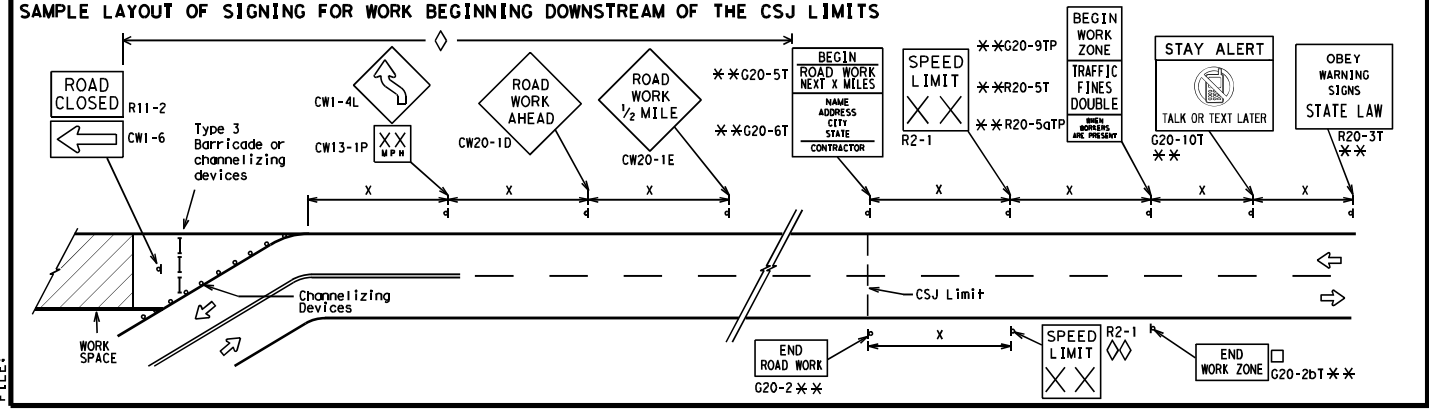 SAMPLE LAYOUT OF SIGNING FOR WORK BEGINNING DOWNSTREAM OF THE CSJ LIMITS
ROAD
CLOSED
R11-2
CW1-6
Type 3
Barricade or
channelizing
devices
CW1-4L
XX
MPH
CW13-1P
ROAD
WORK
AHEAD
CW20-1D
ROAD
WORK
1/2 MILE
CW20-1E
**G20-5T
**G20-6T
BEGIN
ROAD WORK
NEXT X MILES
NAME
ADDRESS
CITY
STATE
CONTRACTOR
SPEED
LIMIT
XX
R2-1
**G20-9TP
**R20-5T
**R20-5aTP
BEGIN
WORK
ZONE
TRAFFIC
FINES
DOUBLE
WHEN
WORKERS
ARE PRESENT
STAY ALERT
TALK OR TEXT LATER
G20-10T
**
OBEY
WARNING
SIGNS
STATE LAW
R20-3T
**
X X X X X X X
Channelizing
Devices
WORK
SPACE
CSJ Limit
X
END
ROAD WORK
G20-2 **
SPEED
LIMIT
XX
R2-1
END
WORK ZONE
G20-2bT **
FILE: